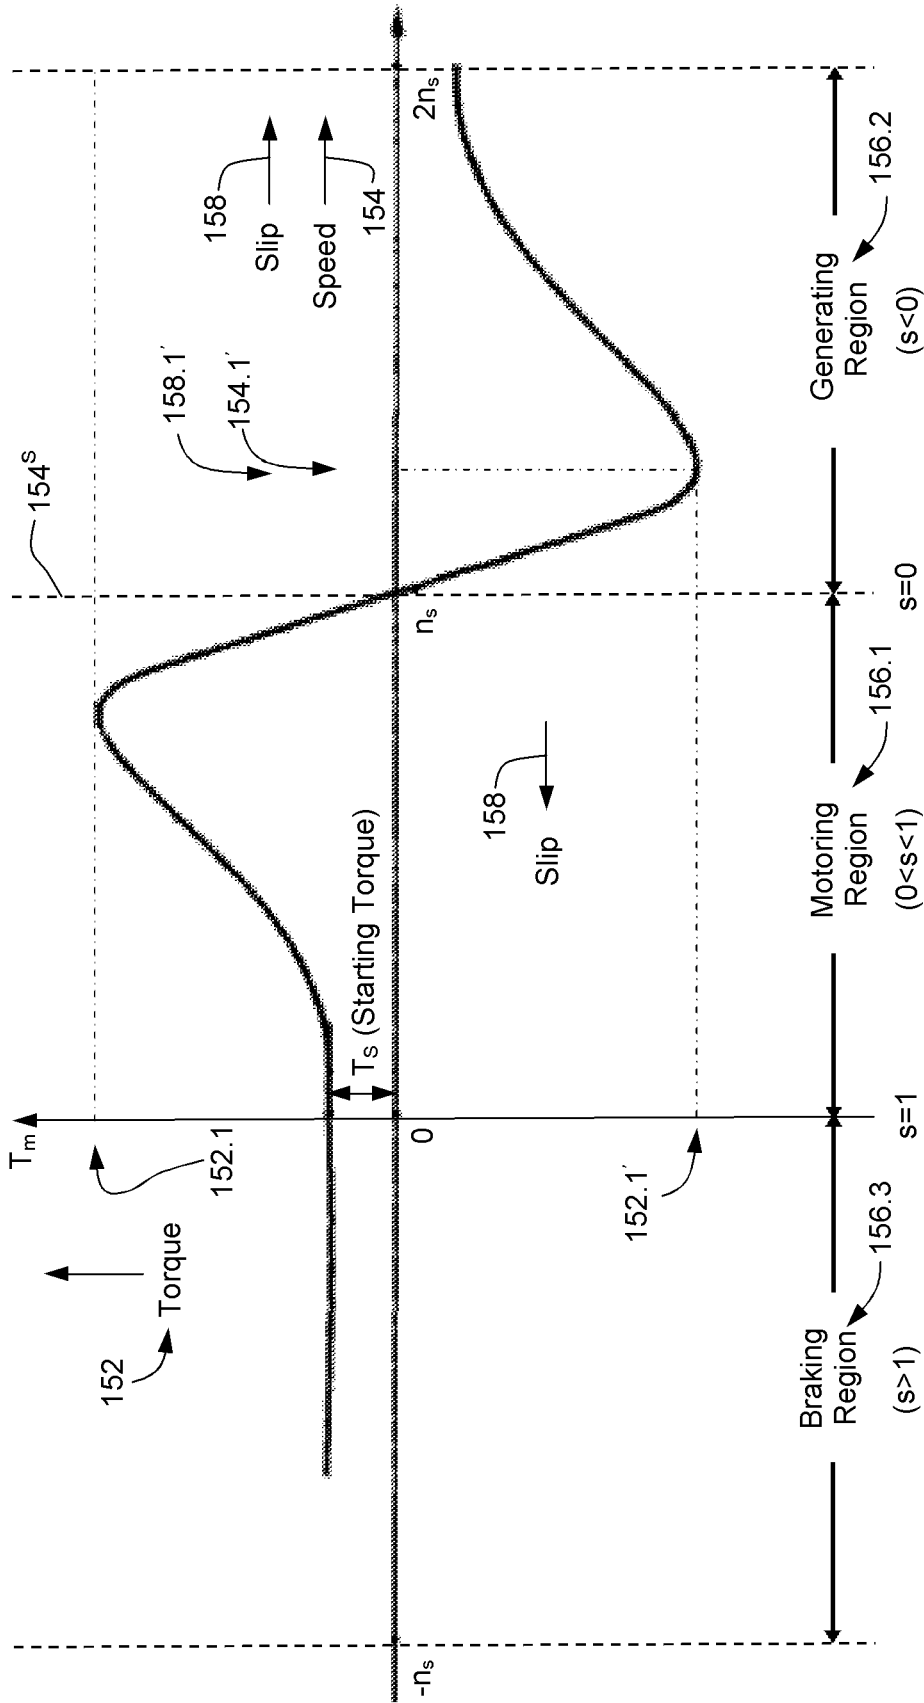 154ˢ
158
Slip
Speed
154
158.1'
154.1'
Tₘ
152.1
152
Torque
Tₛ (Starting Torque)
-nₛ
0
nₛ
2nₛ
158
Slip
152.1'
Braking
Region
156.3
(s>1)
s=1
Motoring
Region
156.1
(0<s<1)
s=0
Generating
Region
156.2
(s<0)